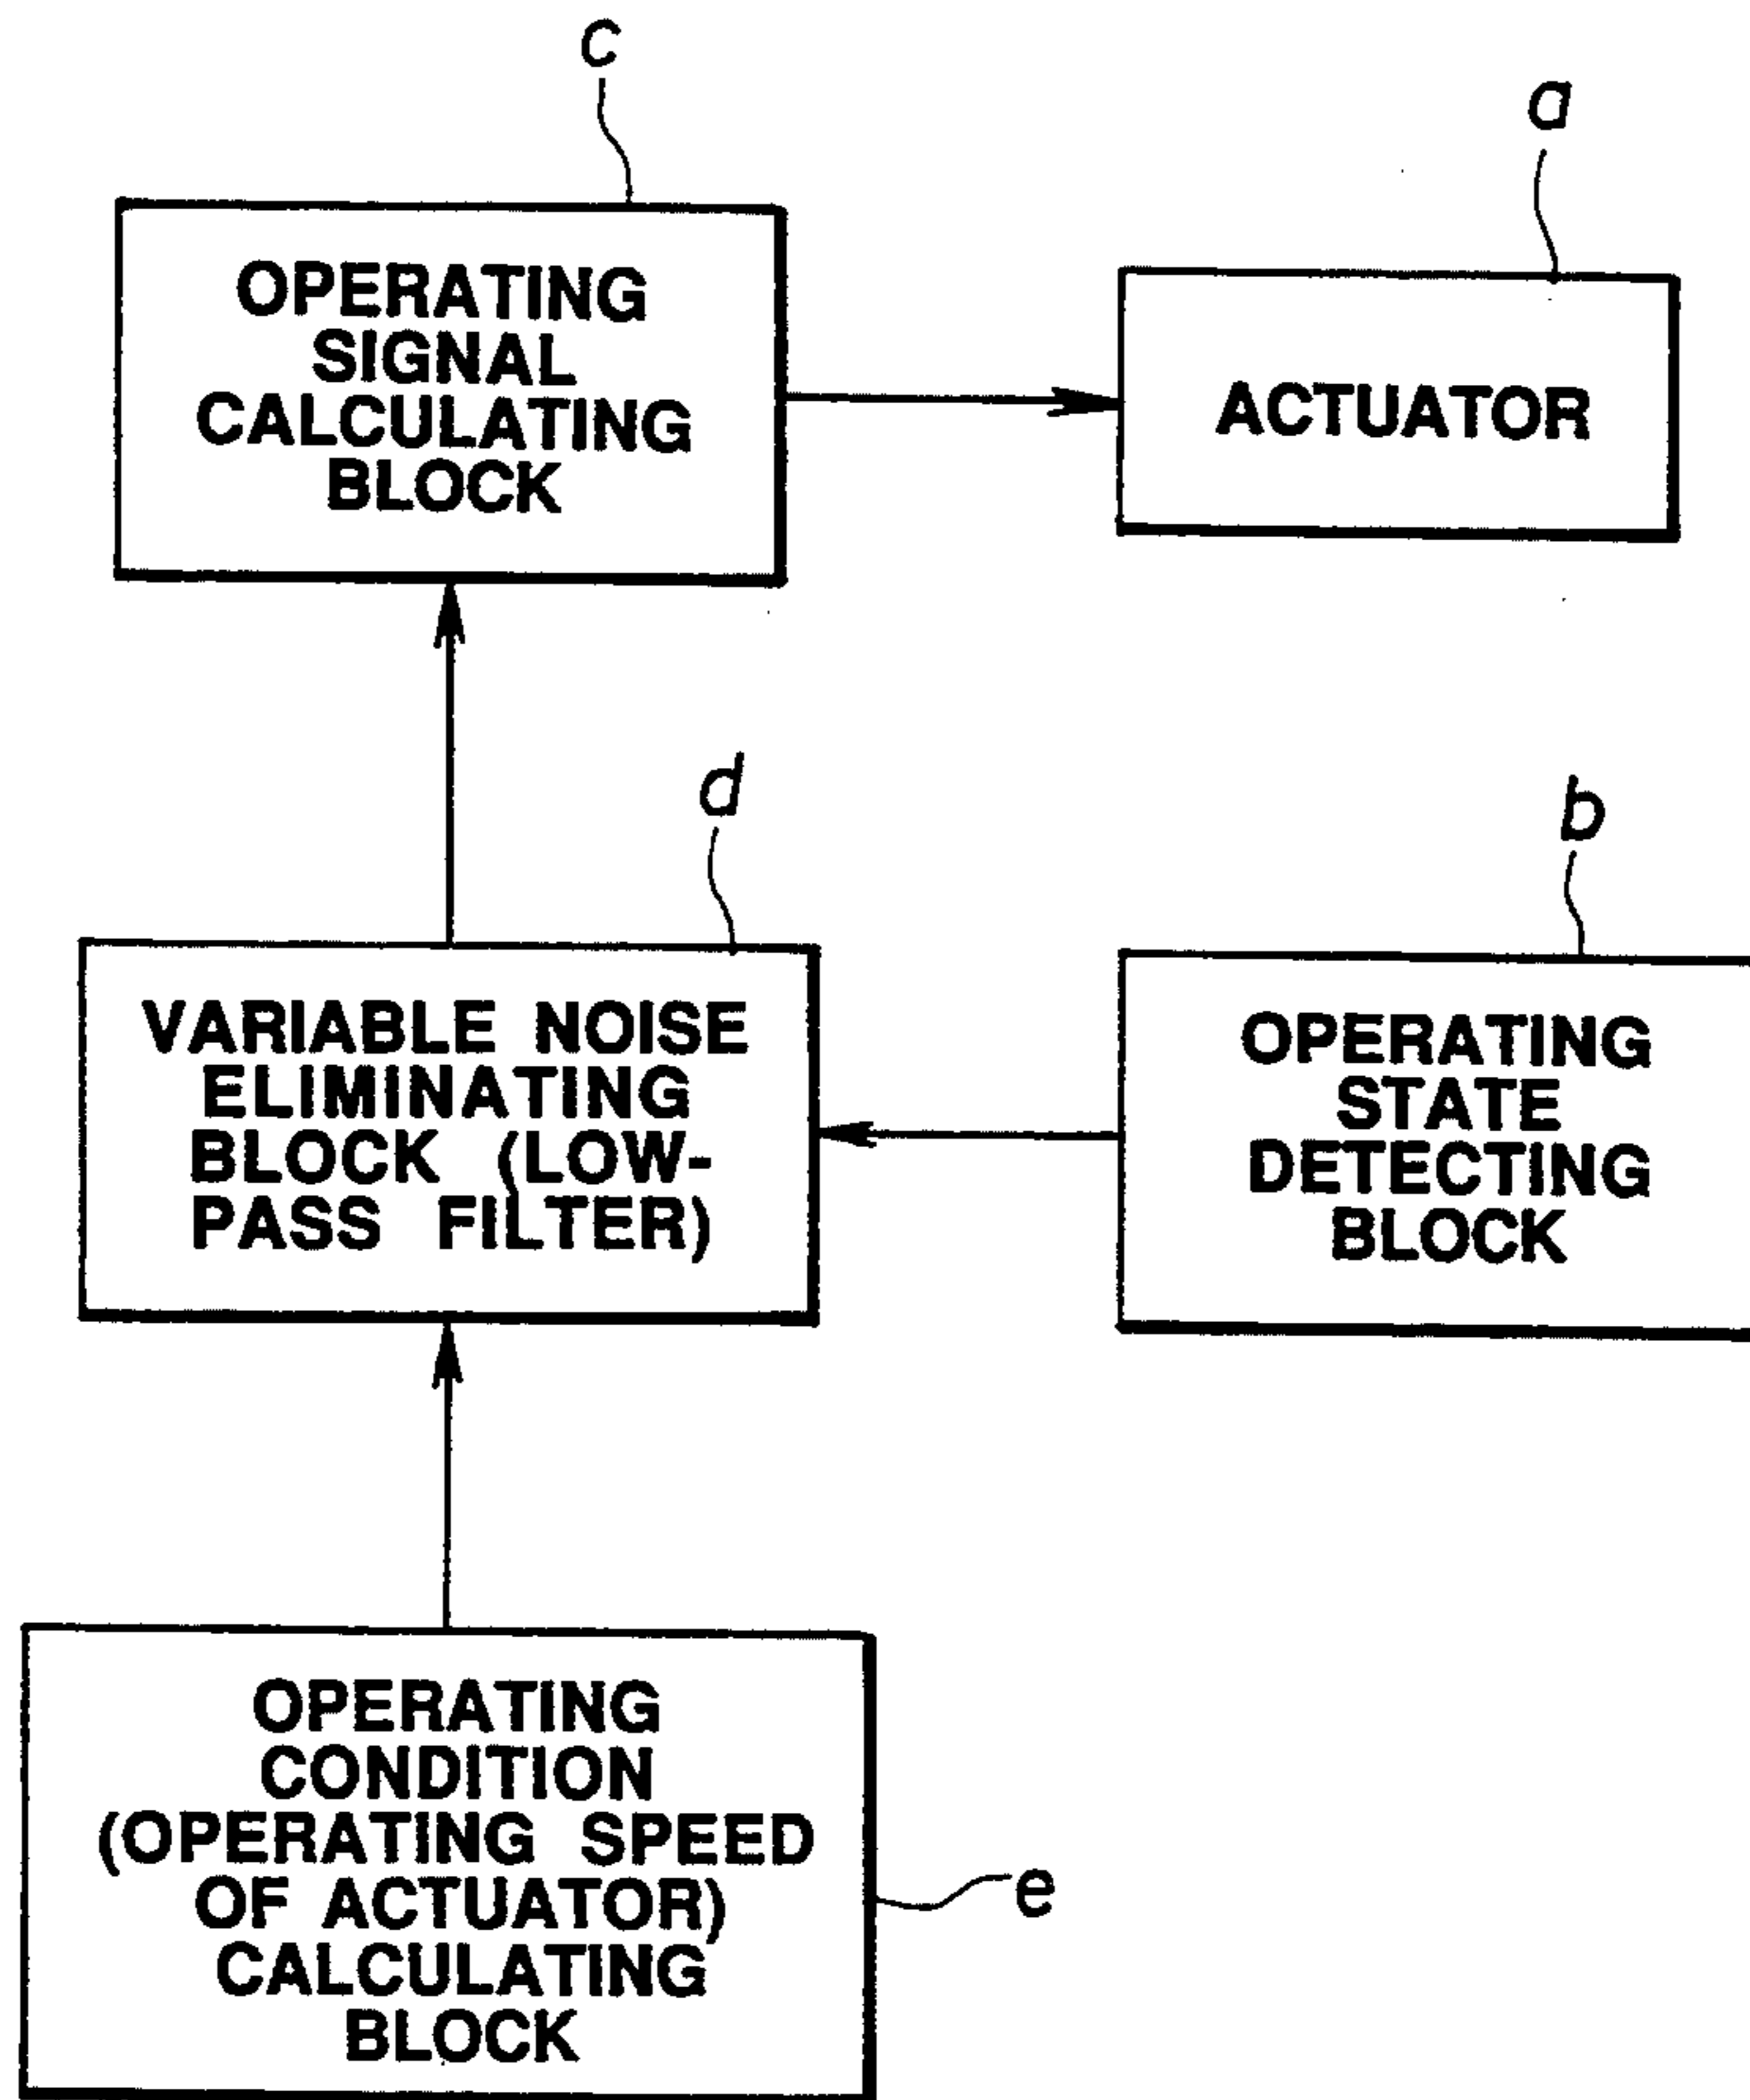 c
a
OPERATING
SIGNAL
CALCULATING
BLOCK
ACTUATOR
d
b
VARIABLE NOISE
ELIMINATING
BLOCK (LOW-
PASS FILTER)
OPERATING
STATE
DETECTING
BLOCK
OPERATING
CONDITION
(OPERATING SPEED
OF ACTUATOR)
CALCULATING
BLOCK
e